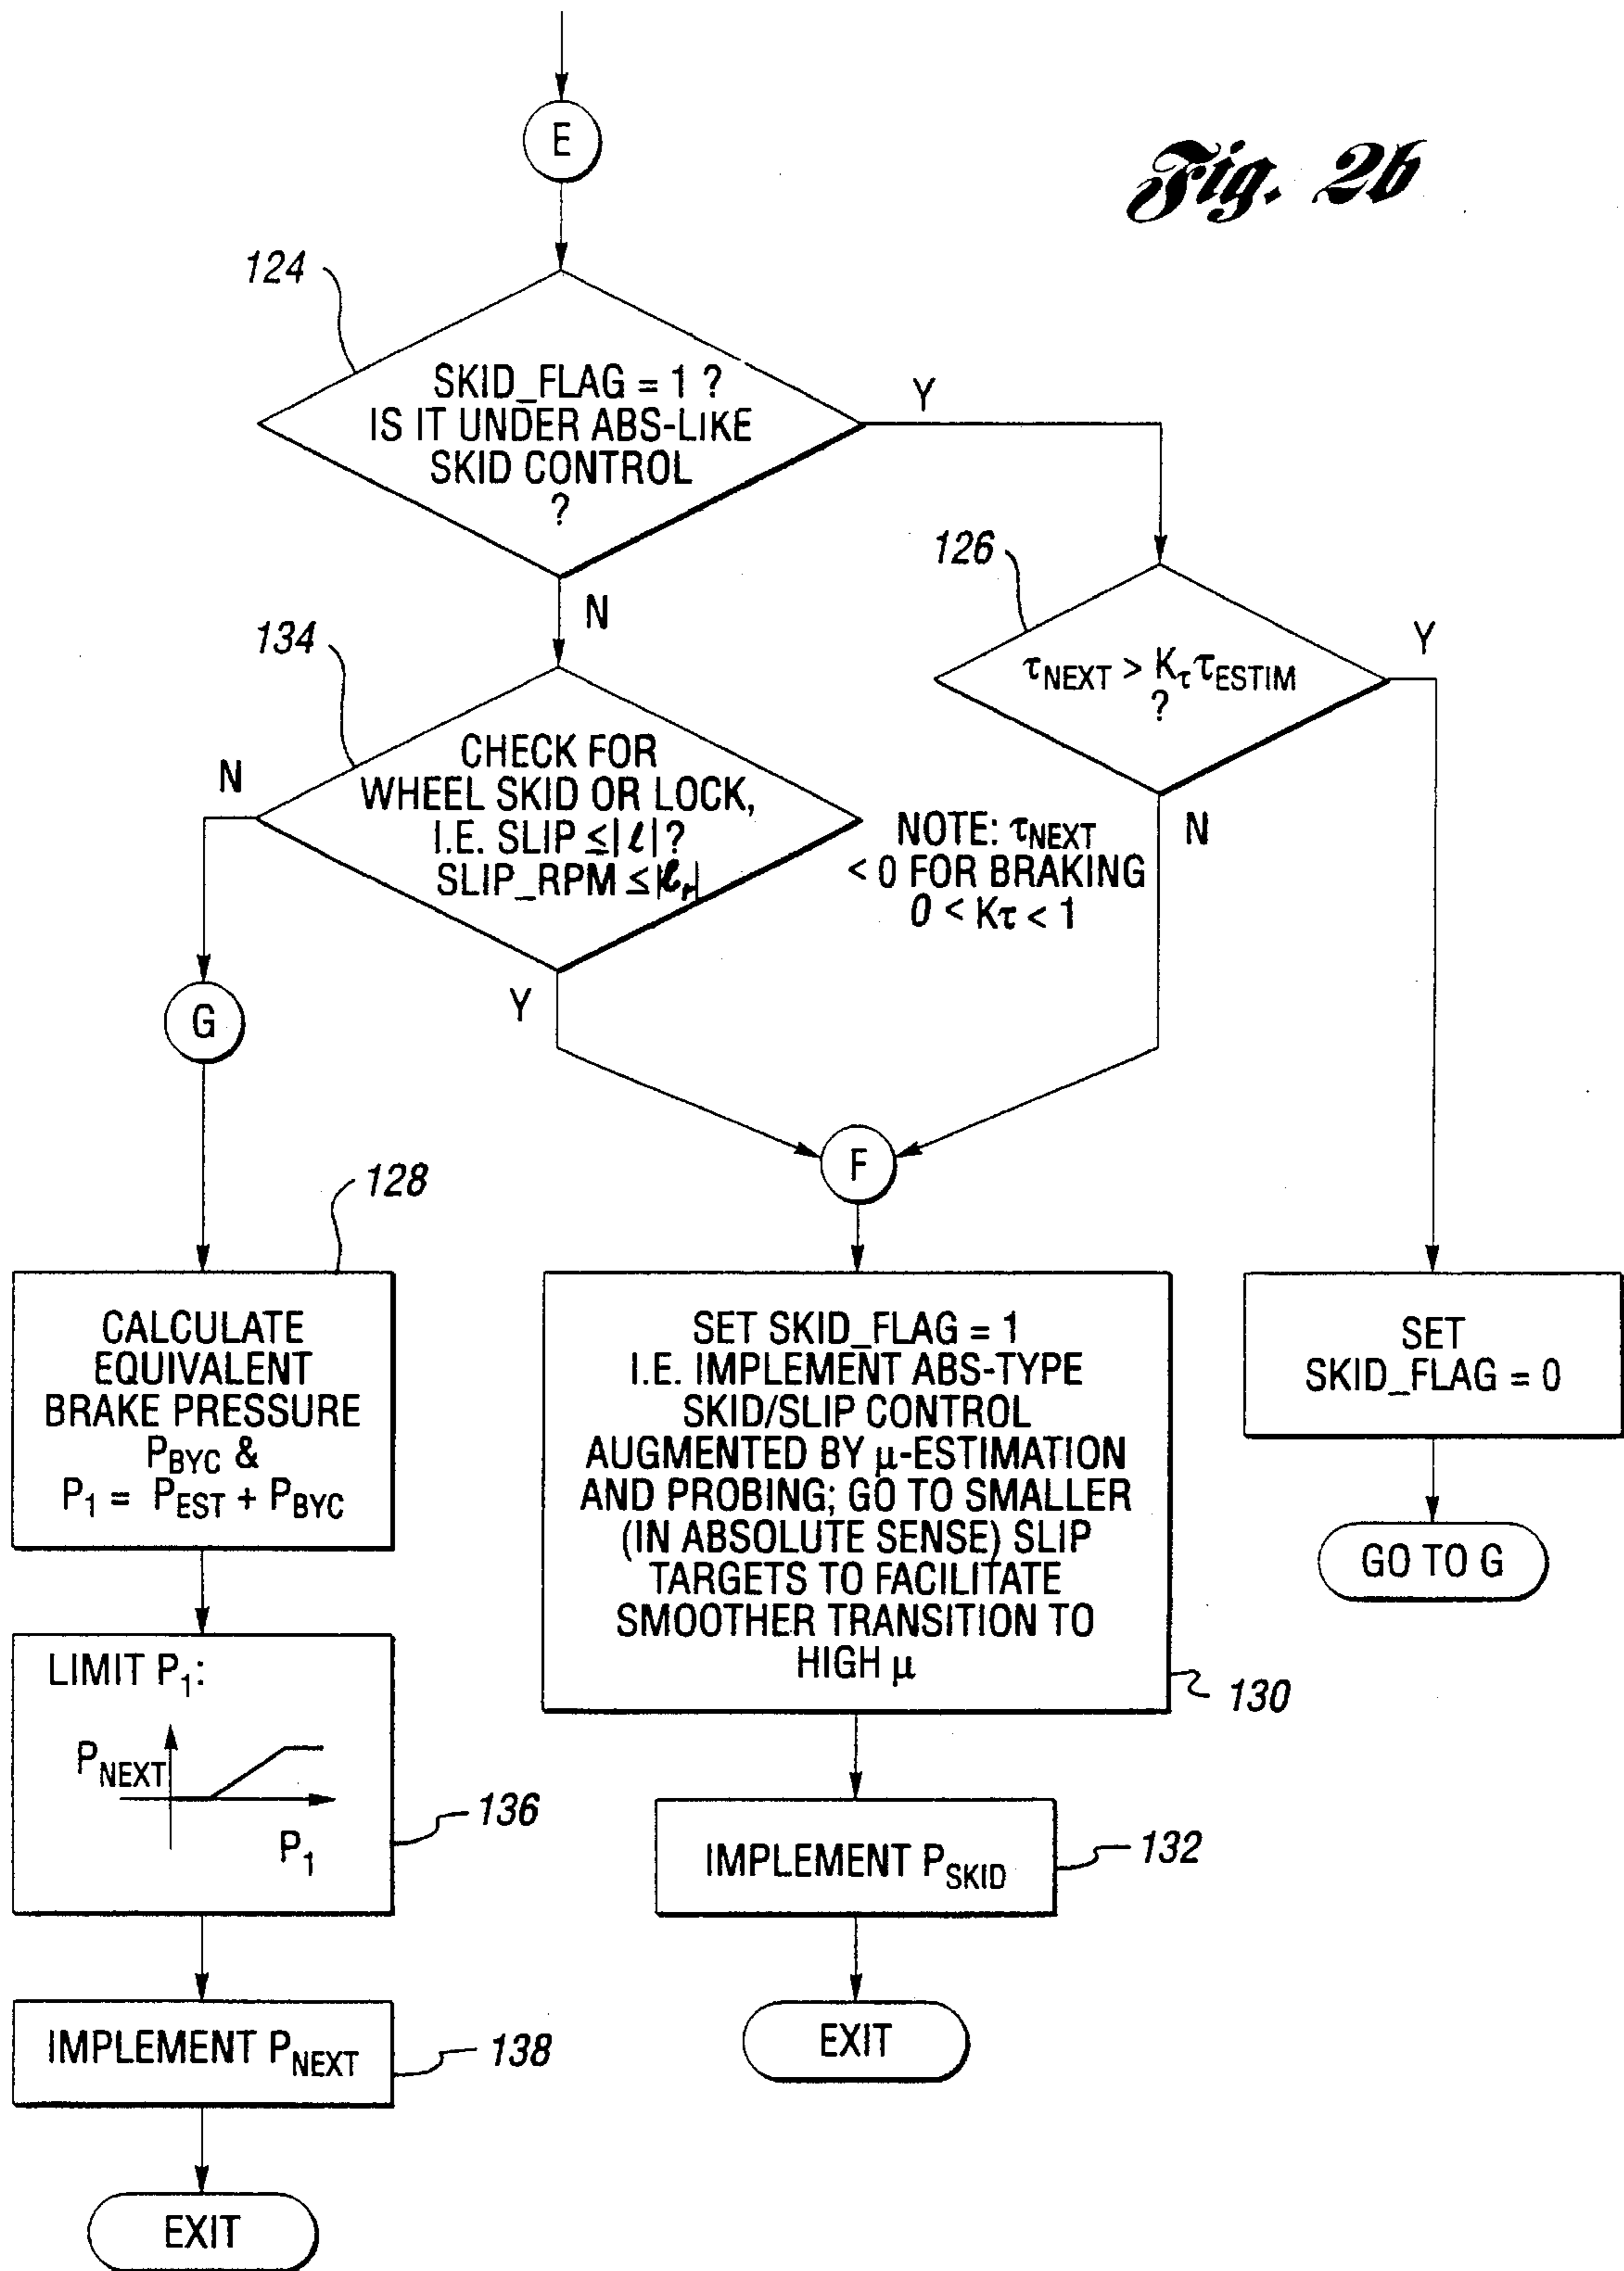 E
Fig. 2b
124
SKID_FLAG = 1 ?
IS IT UNDER ABS-LIKE
SKID CONTROL
?
Y
N
126
τNEXT > Kτ τESTIM
?
Y
N
134
CHECK FOR
WHEEL SKID OR LOCK,
I.E. SLIP ≤|ℓ|?
SLIP_RPM ≤
N
Y
NOTE: τNEXT
< 0 FOR BRAKING
0 < Kτ < 1
G
F
128
CALCULATE
EQUIVALENT
BRAKE PRESSURE
PBYC &
P1 = PEST + PBYC
SET SKID_FLAG = 1
I.E. IMPLEMENT ABS-TYPE
SKID/SLIP CONTROL
AUGMENTED BY μ-ESTIMATION
AND PROBING; GO TO SMALLER
(IN ABSOLUTE SENSE) SLIP
TARGETS TO FACILITATE
SMOOTHER TRANSITION TO
HIGH μ
130
SET
SKID_FLAG = 0
GO TO G
LIMIT P1:
PNEXT
P1
136
IMPLEMENT PSKID
132
EXIT
IMPLEMENT PNEXT
138
EXIT